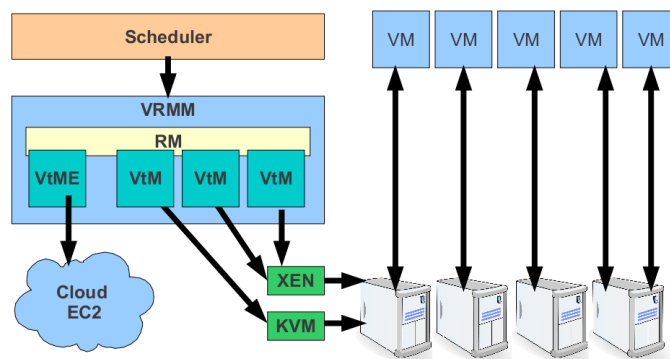 Scheduler
VM
VM
VM
VM
VM
VRMM
RM
VtME
VtM
VtM
VtM
XEN
Cloud
EC2
KVM